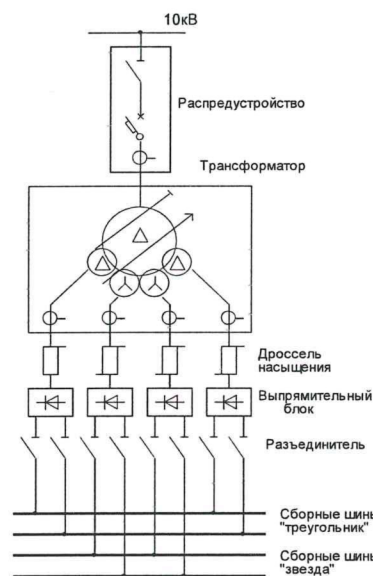 10кВ
Распредустройство
Трансформатор
Дроссель
насыщения
Выпрямительный
блок
Разъединитель
Сборные шины
"треугольник"
Сборные шины
"звезда"